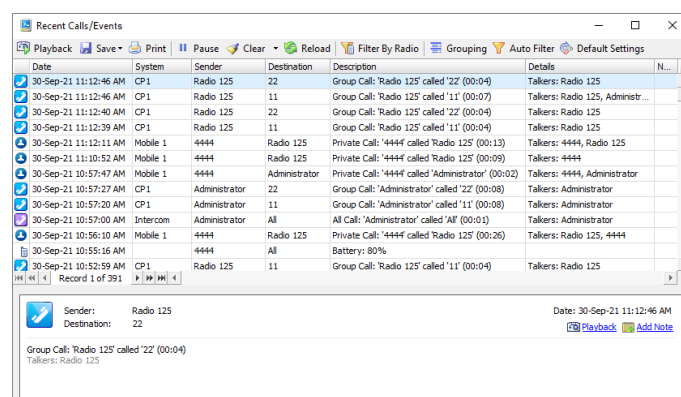 Recent Calls/Events
Playback Save Print Pause Clear Reload Filter By Radio Grouping Auto Filter Default Settings
Date System Sender Destination Description Details N...
30-Sep-21 11:12:46 AM CP1 Radio 125 22 Group Call: 'Radio 125' called '22' (00:04) Talkers: Radio 125
30-Sep-21 11:12:46 AM CP1 Radio 125 11 Group Call: 'Radio 125' called '11' (00:07) Talkers: Radio 125, Administr...
30-Sep-21 11:12:40 AM CP1 Radio 125 22 Group Call: 'Radio 125' called '22' (00:04) Talkers: Radio 125
30-Sep-21 11:12:39 AM CP1 Radio 125 11 Group Call: 'Radio 125' called '11' (00:04) Talkers: Radio 125
30-Sep-21 11:12:11 AM Mobile 1 4444 Radio 125 Private Call: '4444' called 'Radio 125' (00:13) Talkers: 4444, Radio 125
30-Sep-21 11:10:52 AM Mobile 1 4444 Radio 125 Private Call: '4444' called 'Radio 125' (00:09) Talkers: 4444
30-Sep-21 10:57:47 AM Mobile 1 4444 Administrator Private Call: '4444' called 'Administrator' (00:02) Talkers: 4444, Administrator
30-Sep-21 10:57:27 AM CP1 Administrator 22 Group Call: 'Administrator' called '22' (00:08) Talkers: Administrator
30-Sep-21 10:57:20 AM CP1 Administrator 11 Group Call: 'Administrator' called '11' (00:08) Talkers: Administrator
30-Sep-21 10:57:00 AM Intercom Administrator All All Call: 'Administrator' called 'All' (00:01) Talkers: Administrator
30-Sep-21 10:56:10 AM Mobile 1 4444 Radio 125 Private Call: '4444' called 'Radio 125' (00:26) Talkers: Radio 125, 4444
30-Sep-21 10:55:16 AM 4444 All Battery: 80%
30-Sep-21 10:52:59 AM CP1 Radio 125 11 Group Call: 'Radio 125' called '11' (00:04) Talkers: Radio 125
Record 1 of 391
Sender: Radio 125 Date: 30-Sep-21 11:12:46 AM
Destination: 22 Playback Add Note
Group Call: 'Radio 125' called '22' (00:04)
Talkers: Radio 125